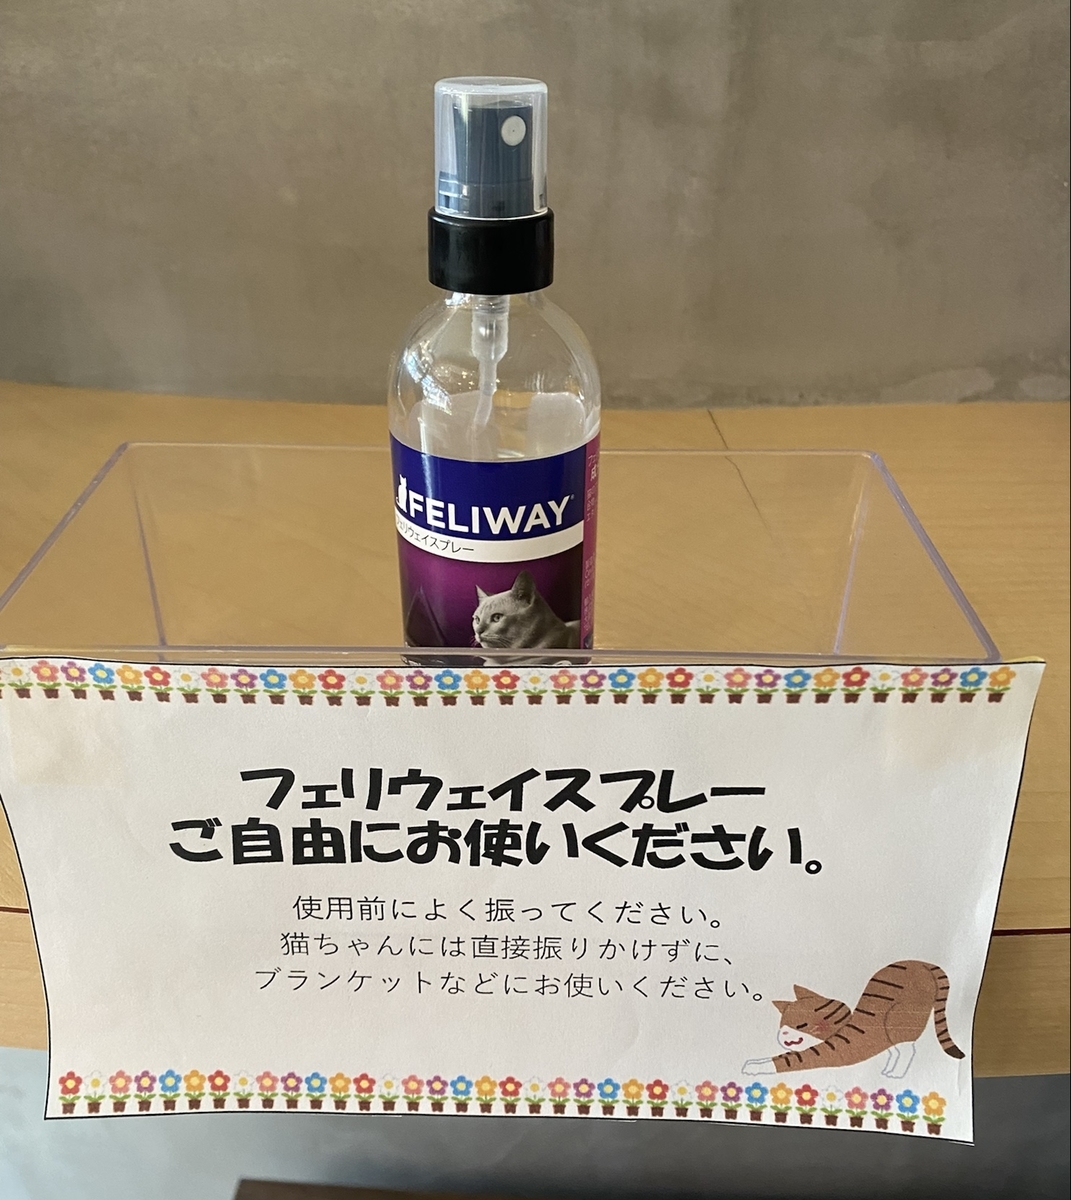 FELIWAY
フェリウェイスプレー
フェリウェイスプレー
ご自由にお使いください。
使用前によく振ってください。
猫ちゃんには直接振りかけずに、
ブランケットなどにお使いください。